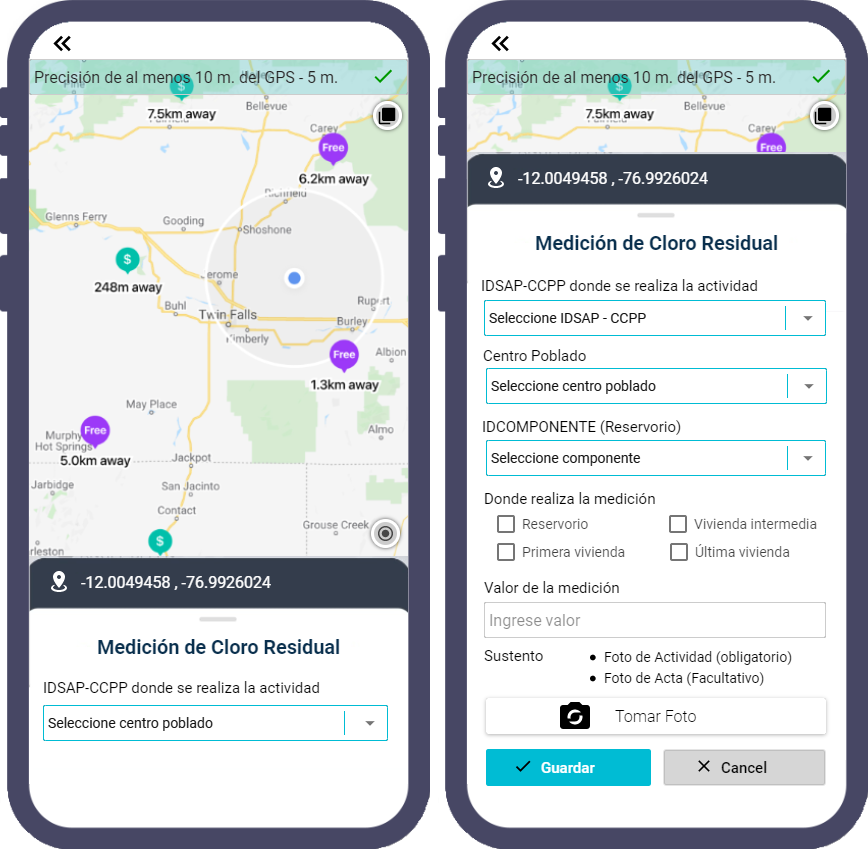 Precisión de al menos 10 m. del GPS - 5 m.
$
7.5km away
Bellevue
Carey
Free
6.2km away
Richfield
Glenns Ferry
Gooding
Shoshone
$
248m away
Jerome
Buhl
Rupert
Twin Falls
Burley
Kimberly
Free
Albion
1.3km away
May Place
Almo
Free
Murphy
Hot Springs
5.0km away
Jackpot
Jarbidge
San Jacinto
Contact
Grouse Creek
$
-12.0049458 , -76.9926024
Medición de Cloro Residual
IDSAP-CCPP donde se realiza la actividad
Seleccione centro poblado
Precisión de al menos 10 m. del GPS - 5 m.
$
7.5km away
Bellevue
Carey
Free
-12.0049458 , -76.9926024
Medición de Cloro Residual
IDSAP-CCPP donde se realiza la actividad
Seleccione IDSAP - CCPP
Centro Poblado
Seleccione centro poblado
IDCOMPONENTE (Reservorio)
Seleccione componente
Donde realiza la medición
Reservorio
Vivienda intermedia
Primera vivienda
Última vivienda
Valor de la medición
Ingrese valor
Sustento
• Foto de Actividad (obligatorio)
• Foto de Acta (Facultativo)
Tomar Foto
Guardar
Cancel